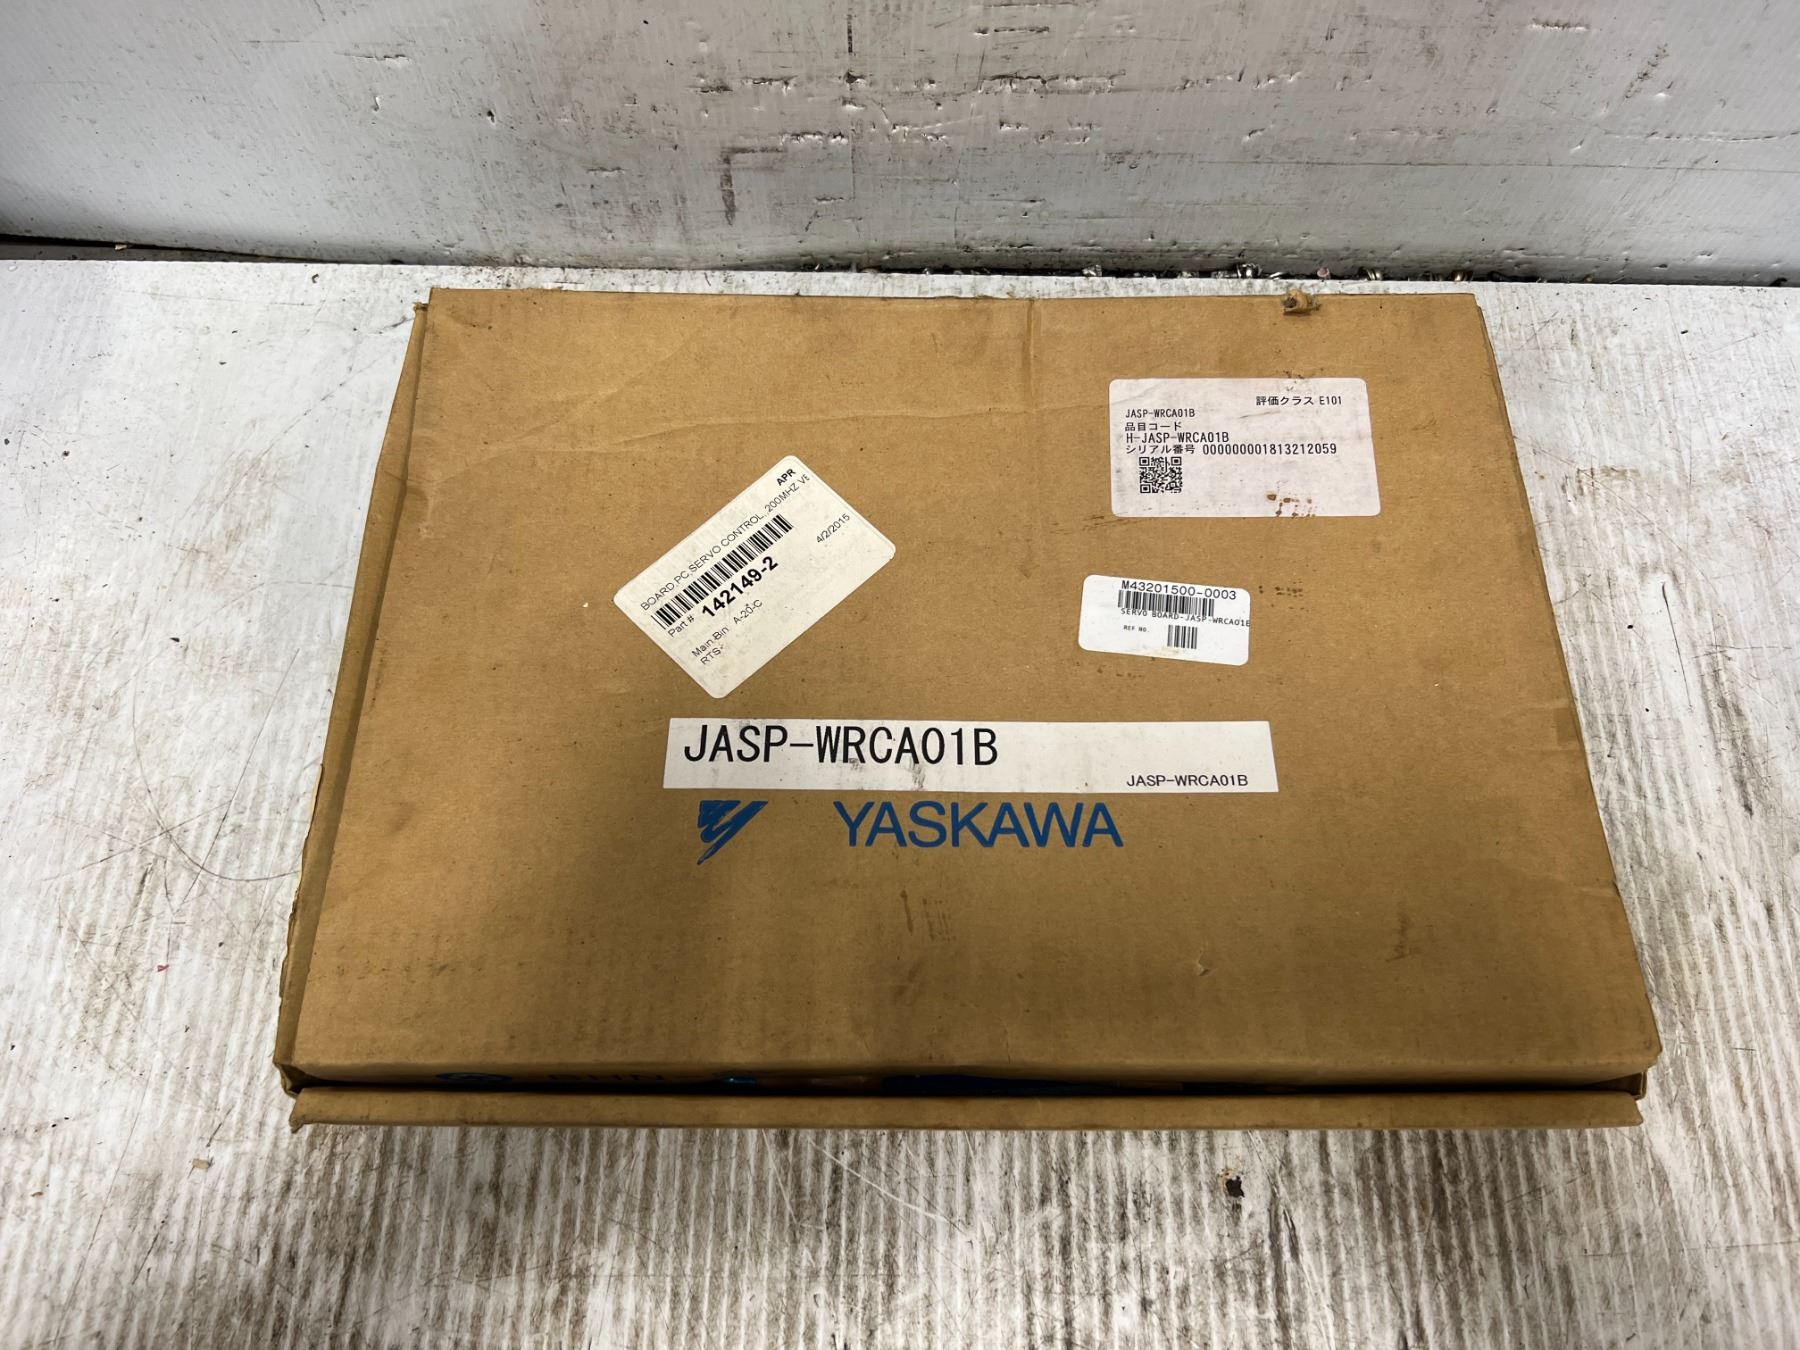 JASP-WRCA01B
評価クラス E101
品目コード
H-JASP-WRCA01B
シリアル番号 000000001813212059
APR
BOARD,PC,SERVO CONTROL,,200MHZ VE
4/2/2015
Part # 142149-2
Main-Bin A-20-C
RTS-
M43201500-0003
SERVO BOARD-JASP-WRCA01B
REF NO.
JASP-WRCA01B
JASP-WRCA01B
YASKAWA